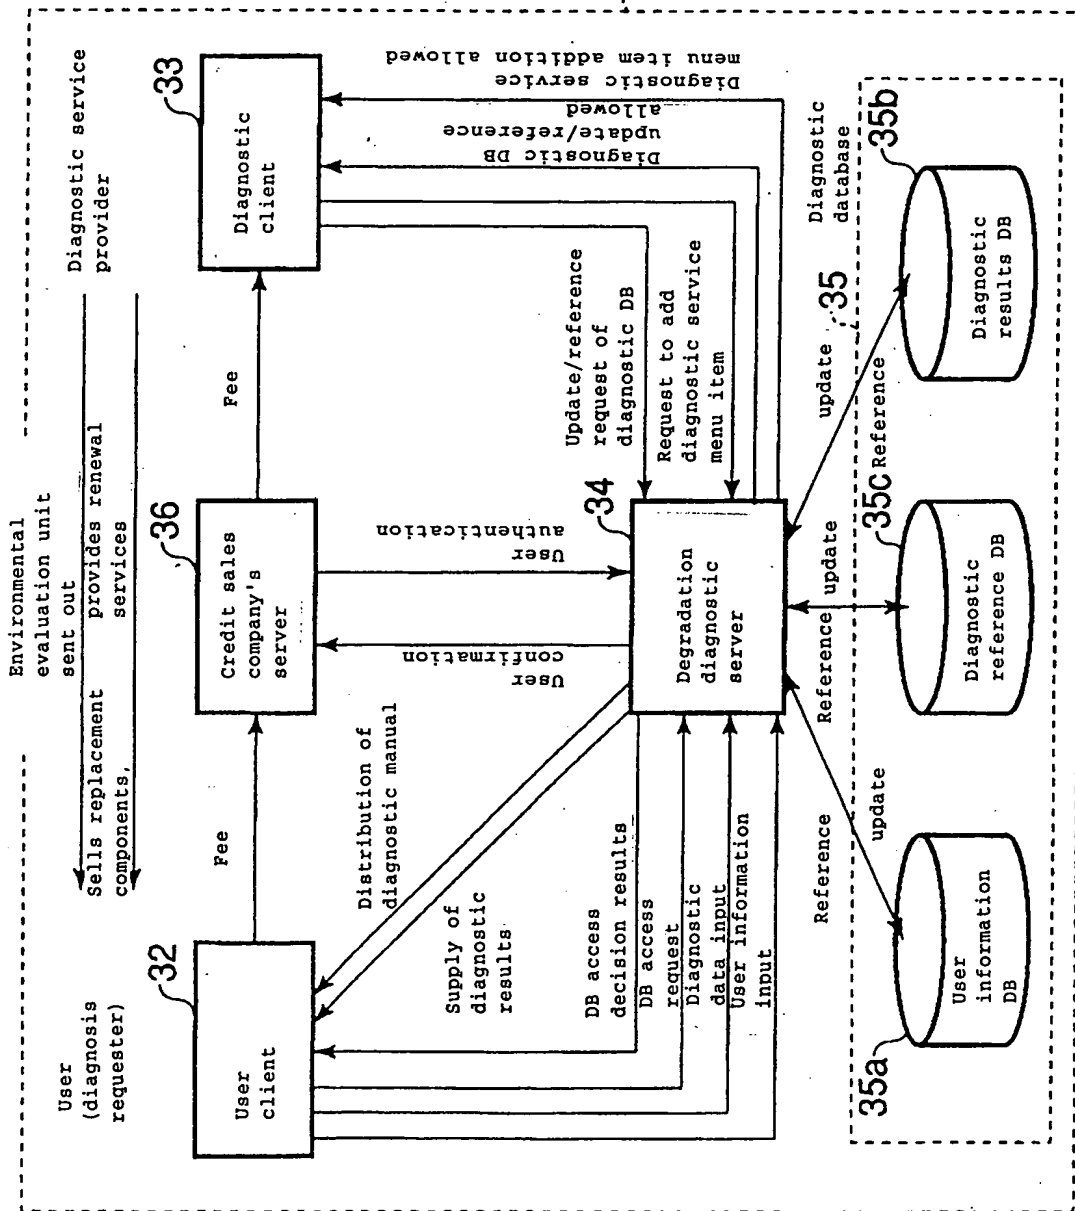 User
(diagnosis
requester)
Environmental
evaluation unit
sent out
Sells replacement
components,
provides renewal
services
Diagnostic service
provider
32
User
client
Fee
36
Credit sales
company's
server
Fee
33
Diagnostic
client
Distribution of
diagnostic manual
Supply of
diagnostic
results
DB access
decision results
DB access
request
Diagnostic
data input
User information
input
User
confirmation
User
authentication
34
Degradation
diagnostic
server
Update/reference
request of
diagnostic DB
Request to add
diagnostic service
menu item
Diagnostic DB
update/reference
allowed
Diagnostic service
menu item addition allowed
Reference
update
Reference
update
Reference
update
35
Diagnostic
database
35a
User
information
DB
35c
Diagnostic
reference DB
35b
Diagnostic
results DB